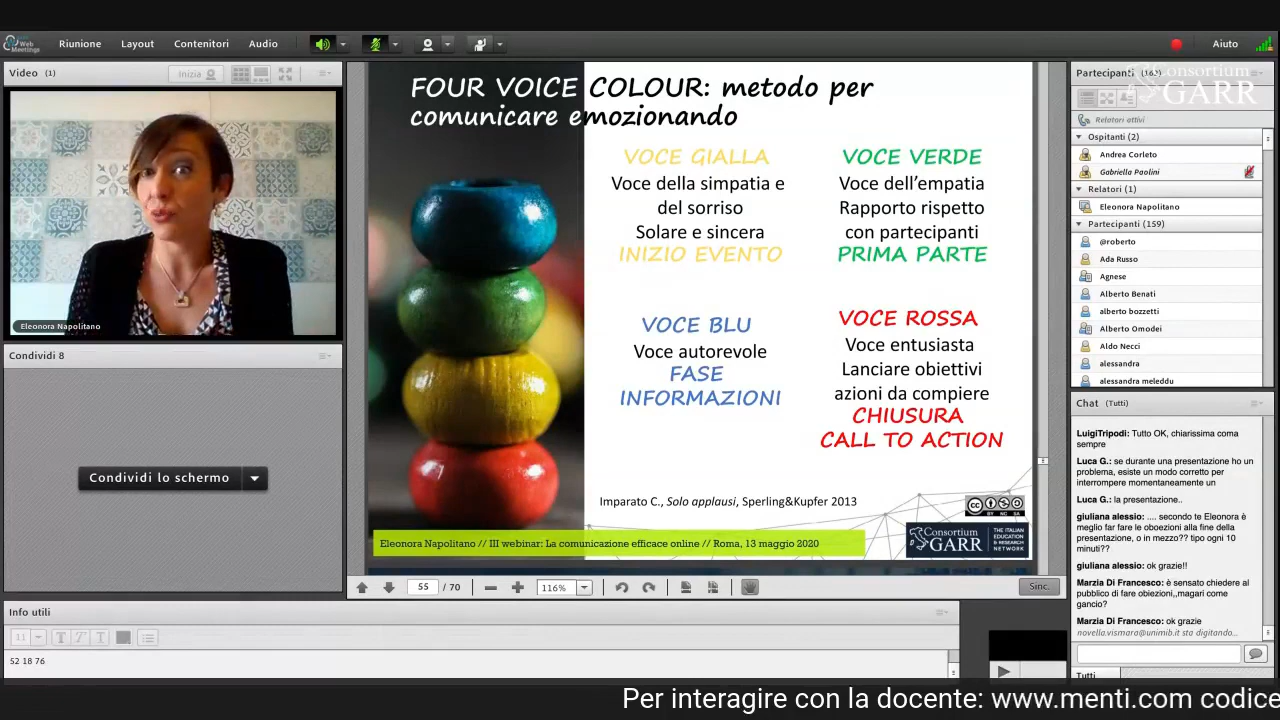 Web
Meetings
Riunione
Layout
Contenitori
Audio
Aiuto
Video (1)
Inizia
Eleonora Napolitano
Condividi 8
Condividi lo schermo
FOUR VOICE COLOUR: metodo per
comunicare emozionando
VOCE GIALLA
Voce della simpatia e
del sorriso
Solare e sincera
INIZIO EVENTO
VOCE VERDE
Voce dell'empatia
Rapporto rispetto
con partecipanti
PRIMA PARTE
VOCE BLU
Voce autorevole
FASE
INFORMAZIONI
VOCE ROSSA
Voce entusiasta
Lanciare obiettivi
azioni da compiere
CHIUSURA
CALL TO ACTION
Imparato C., Solo applausi, Sperling&Kupfer 2013
CC BY NC SA
Eleonora Napolitano // III webinar: La comunicazione efficace online // Roma, 13 maggio 2020
Consortium
GARR
THE ITALIAN
EDUCATION
& RESEARCH
NETWORK
55 / 70
116%
Sinc.
Info utili
11
T T T
52 18 76
Partecipanti
Consortium
GARR
Relatori attivi
Ospitanti (2)
Andrea Corleto
Gabriella Paolini
Relatori (1)
Eleonora Napolitano
Partecipanti (159)
@roberto
Ada Russo
Agnese
Alberto Benati
alberto bozzetti
Alberto Omodei
Aldo Necci
alessandra
alessandra meleddu
Chat (Tutti)
LuigiTripodi: Tutto OK, chiarissima coma
sempre
Luca G.: se durante una presentazione ho un
problema, esiste un modo corretto per
interrompere momentaneamente un
Luca G.: la presentazione..
giuliana alessio: .... secondo te Eleonora è
meglio far fare le oboezioni alla fine della
presentazione, o in mezzo?? tipo ogni 10
minuti??
giuliana alessio: ok grazie!!
Marzia Di Francesco: è sensato chiedere al
pubblico di fare obiezioni,,magari come
gancio?
Marzia Di Francesco: ok grazie
novella.vismara@unimib.it sta digitando...
Tutti
Per interagire con la docente: www.menti.com codice